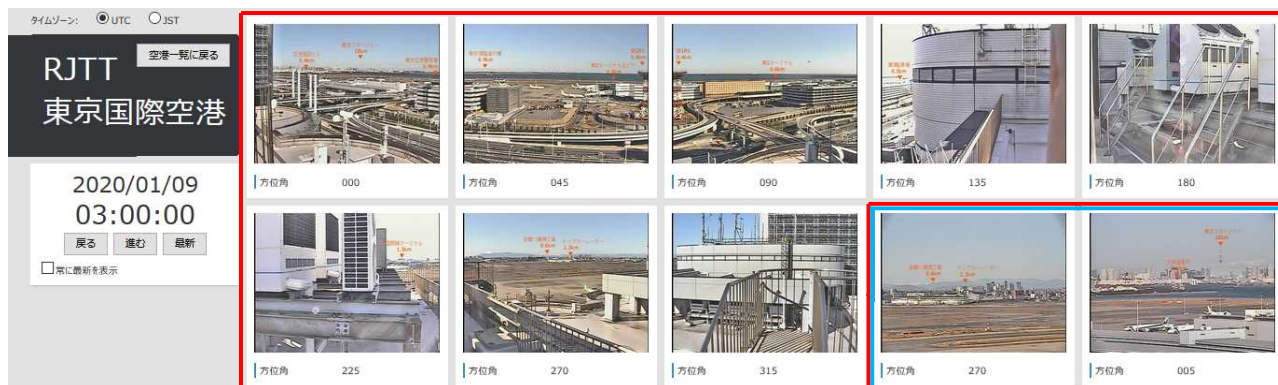 タイムゾーン: UTC JST
空港一覧に戻る
RJTT
東京国際空港
2020/01/09
03:00:00
戻る 進む 最新
常に最新を表示
方位角 000
方位角 045
方位角 090
方位角 135
方位角 180
方位角 225
方位角 270
方位角 315
方位角 270
方位角 005